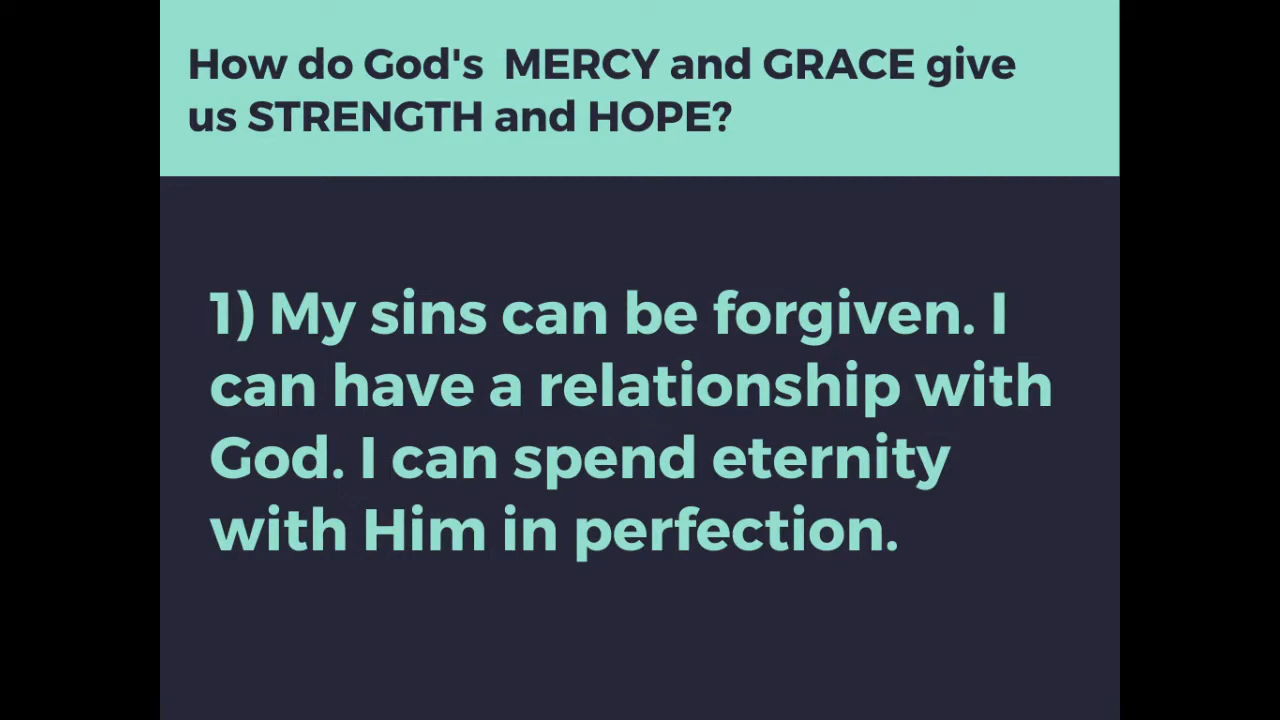 How do God's  MERCY and GRACE give
us STRENGTH and HOPE?
1) My sins can be forgiven. I
can have a relationship with
God. I can spend eternity
with Him in perfection.